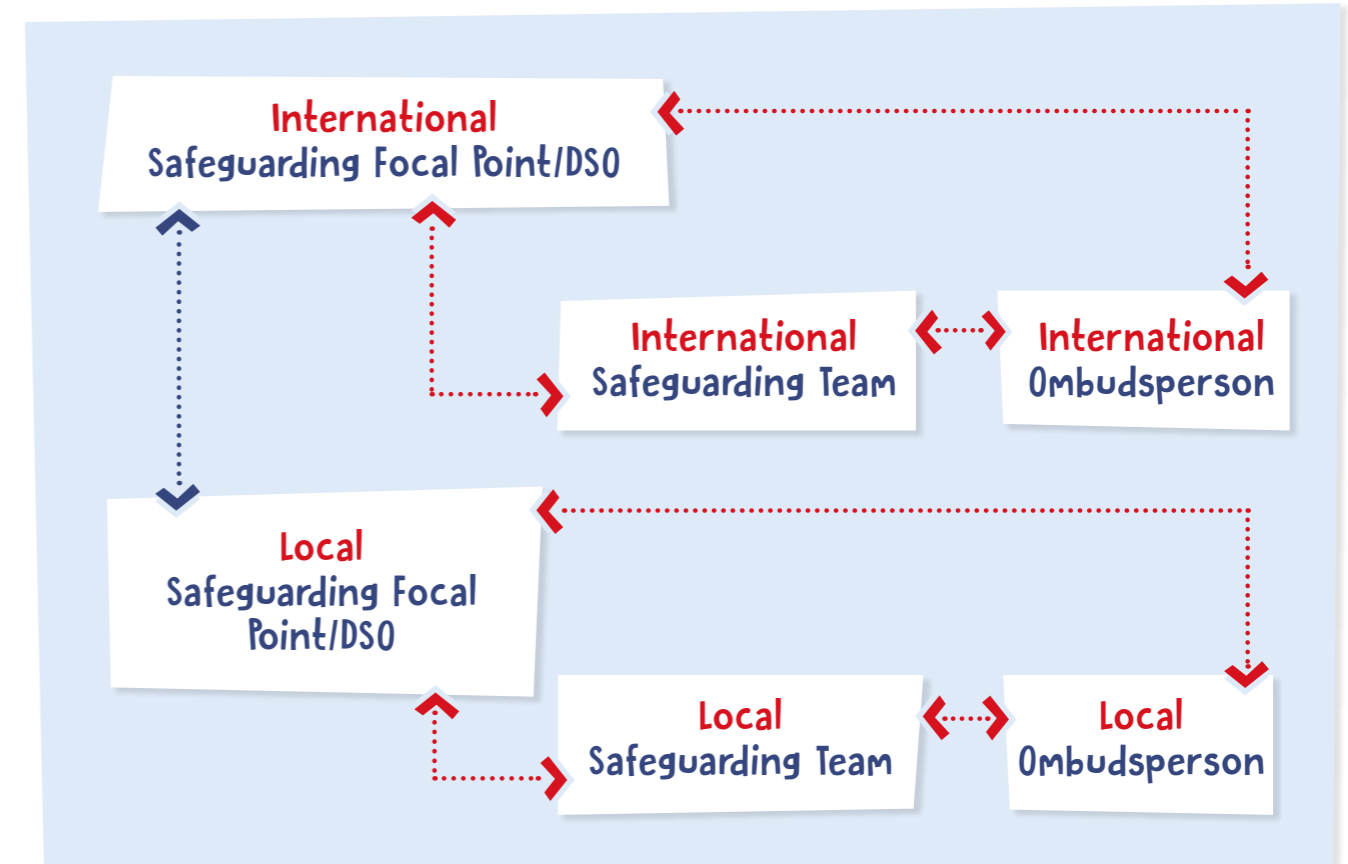 International
Safeguarding Focal Point/DSO
International
Safeguarding Team
International
Ombudsperson
Local
Safeguarding Focal
Point/DSO
Local
Safeguarding Team
Local
Ombudsperson